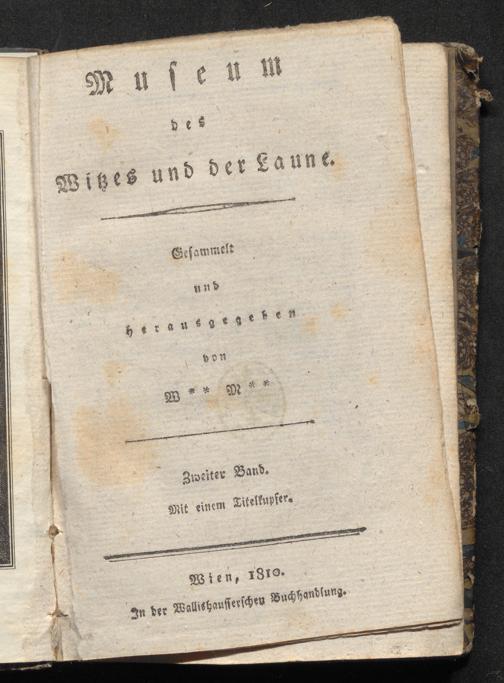 Museum
des
Witzes und der Laune.
Gesammelt
und
herausgegeben
von
W** M**
Zweiter Band.
Mit einem Titelkupfer.
Wien, 1810.
In der Wallishausserschen Buchhandlung.